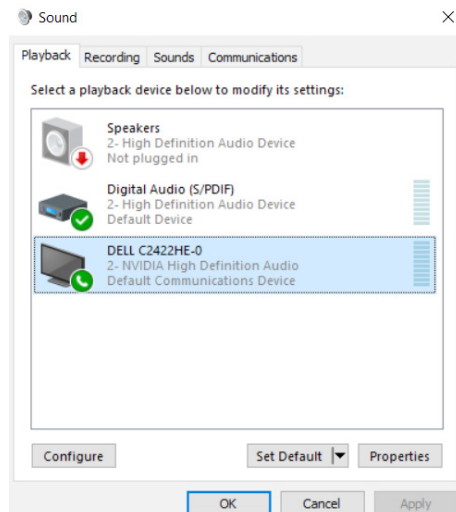 Sound
Playback Recording Sounds Communications
Select a playback device below to modify its settings:
Speakers
2- High Definition Audio Device
Not plugged in
Digital Audio (S/PDIF)
2- High Definition Audio Device
Default Device
DELL C2422HE-0
2- NVIDIA High Definition Audio
Default Communications Device
Configure Set Default Properties
OK Cancel Apply